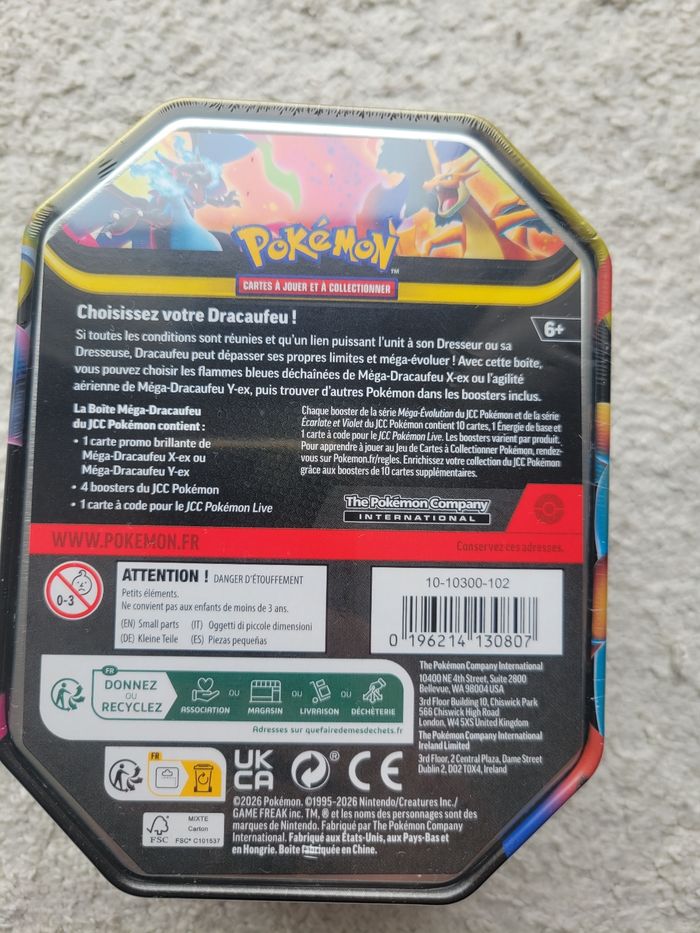 POKÉMON
™
CARTES À JOUER ET À COLLECTIONNER
Choisissez votre Dracaufeu !
6+
Si toutes les conditions sont réunies et qu'un lien puissant l'unit à son Dresseur ou sa
Dresseuse, Dracaufeu peut dépasser ses propres limites et méga-évoluer ! Avec cette boîte,
vous pouvez choisir les flammes bleues déchaînées de Méga-Dracaufeu X-ex ou l'agilité
aérienne de Méga-Dracaufeu Y-ex, puis trouver d'autres Pokémon dans les boosters inclus.
La Boîte Méga-Dracaufeu
du JCC Pokémon contient :
• 1 carte promo brillante de
Méga-Dracaufeu X-ex ou
Méga-Dracaufeu Y-ex
• 4 boosters du JCC Pokémon
• 1 carte à code pour le JCC Pokémon Live
Chaque booster de la série Méga-Évolution du JCC Pokémon et de la série
Écarlate et Violet du JCC Pokémon contient 10 cartes, 1 Énergie de base et
1 carte à code pour le JCC Pokémon Live. Les boosters varient par produit.
Pour apprendre à jouer au Jeu de Cartes à Collectionner Pokémon, rendez-
vous sur Pokemon.fr/regles. Enrichissez votre collection du JCC Pokémon
grâce aux boosters de 10 cartes supplémentaires.
The Pokémon Company
INTERNATIONAL
WWW.POKEMON.FR
Conservez ces adresses.
0-3
ATTENTION ! DANGER D'ÉTOUFFEMENT
Petits éléments.
Ne convient pas aux enfants de moins de 3 ans.
(EN) Small parts (IT) Oggetti di piccole dimensioni
(DE) Kleine Teile (ES) Piezas pequeñas
10-10300-102
0 196214 130807
FR
DONNEZ
OU
RECYCLEZ
ASSOCIATION
OU
MAGASIN
OU
LIVRAISON
OU
DÉCHÈTERIE
Adresses sur quefairedemesdechets.fr
The Pokémon Company International
10400 NE 4th Street, Suite 2800
Bellevue, WA 98004 USA
3rd Floor Building 10, Chiswick Park
566 Chiswick High Road
London, W4 5XS United Kingdom
The Pokémon Company International
Ireland Limited
3rd Floor, 2 Central Plaza, Dame Street
Dublin 2, D02 T0X4, Ireland
FR
UK
CA
®
CE
©2026 Pokémon. ©1995-2026 Nintendo/Creatures Inc./
GAME FREAK inc. TM, ® et les noms des personnages sont des
marques de Nintendo. Fabriqué par The Pokémon Company
International. Fabriqué aux États-Unis, aux Pays-Bas et
en Hongrie. Boîte fabriquée en Chine.
FSC
MIXTE
Carton
FSC® C101537